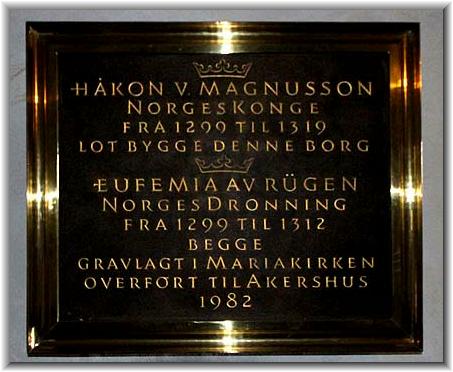 HÅKON V. MAGNUSSON
NORGES KONGE
FRA 1299 TIL 1319
LOT BYGGE DENNE BORG
EUFEMIA AV RÜGEN
NORGES DRONNING
FRA 1299 TIL 1312
BEGGE
GRAVLAGT I MARIAKIRKEN
OVERFØRT TIL AKERSHUS
1982